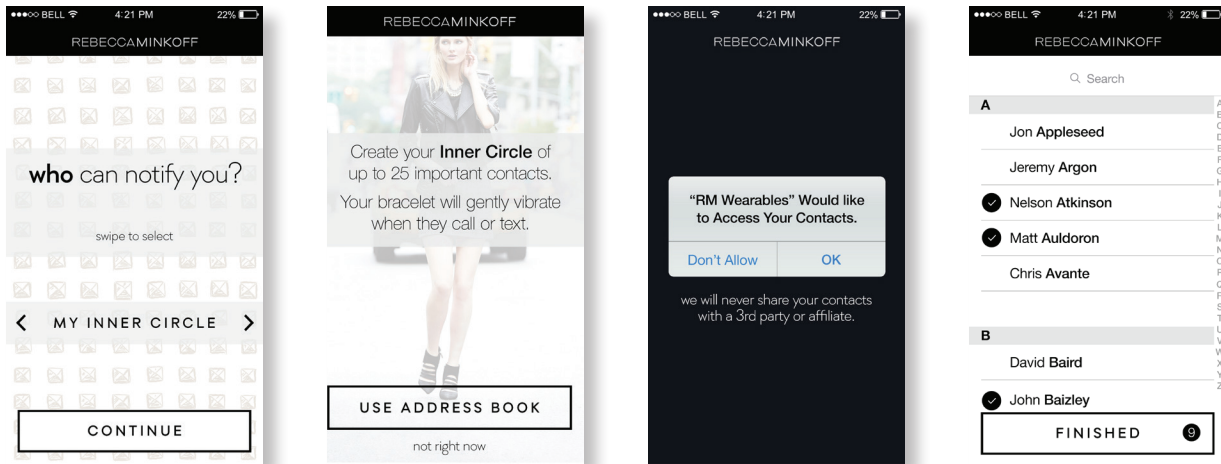 ●●●○○ BELL 4:21 PM 22%
REBECCAMINKOFF
who can notify you?
swipe to select
MY INNER CIRCLE
CONTINUE
REBECCAMINKOFF
Create your Inner Circle of
up to 25 important contacts.
Your bracelet will gently vibrate
when they call or text.
USE ADDRESS BOOK
not right now
●●●○○ BELL 4:21 PM 22%
REBECCAMINKOFF
“RM Wearables” Would like
to Access Your Contacts.
Don't Allow OK
we will never share your contacts
with a 3rd party or affiliate.
●●●○○ BELL 4:21 PM 22%
REBECCAMINKOFF
Search
A
Jon Appleseed
Jeremy Argon
Nelson Atkinson
Matt Auldoron
Chris Avante
B
David Baird
John Baizley
FINISHED 9